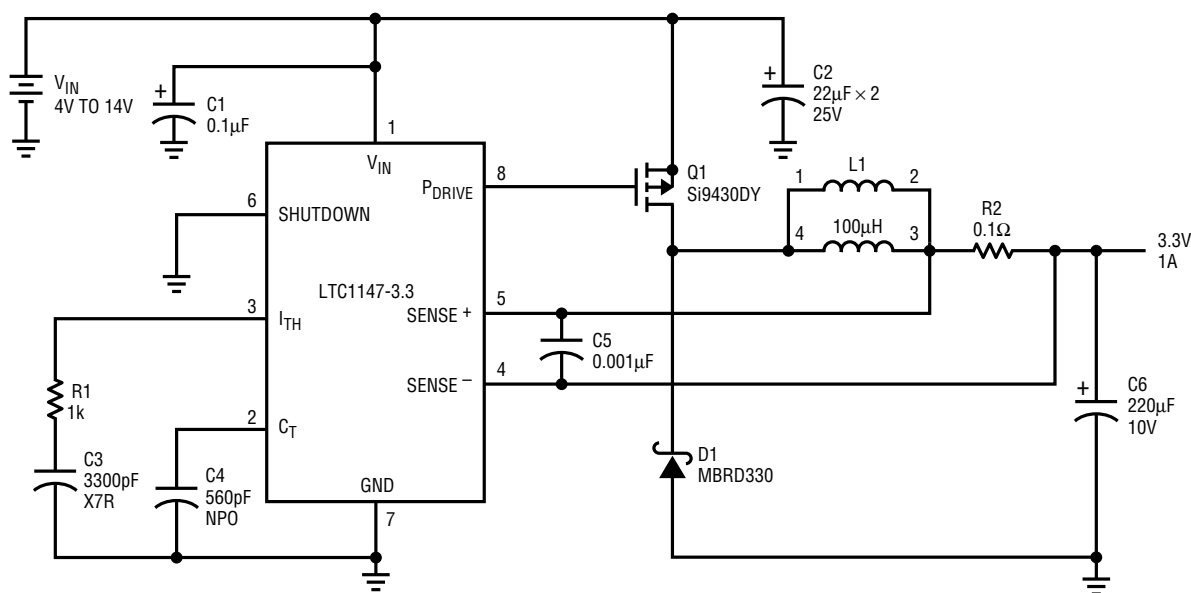 V_IN
4V TO 14V
+
C1
0.1µF
1
V_IN
P_DRIVE
8
Q1
Si9430DY
+
C2
22µF × 2
25V
L1
1
2
4
100µH
3
R2
0.1Ω
3.3V
1A
6
SHUTDOWN
LTC1147-3.3
3
I_TH
SENSE +
5
C5
0.001µF
SENSE –
4
R1
1k
2
C_T
C3
3300pF
X7R
C4
560pF
NPO
GND
7
D1
MBRD330
+
C6
220µF
10V